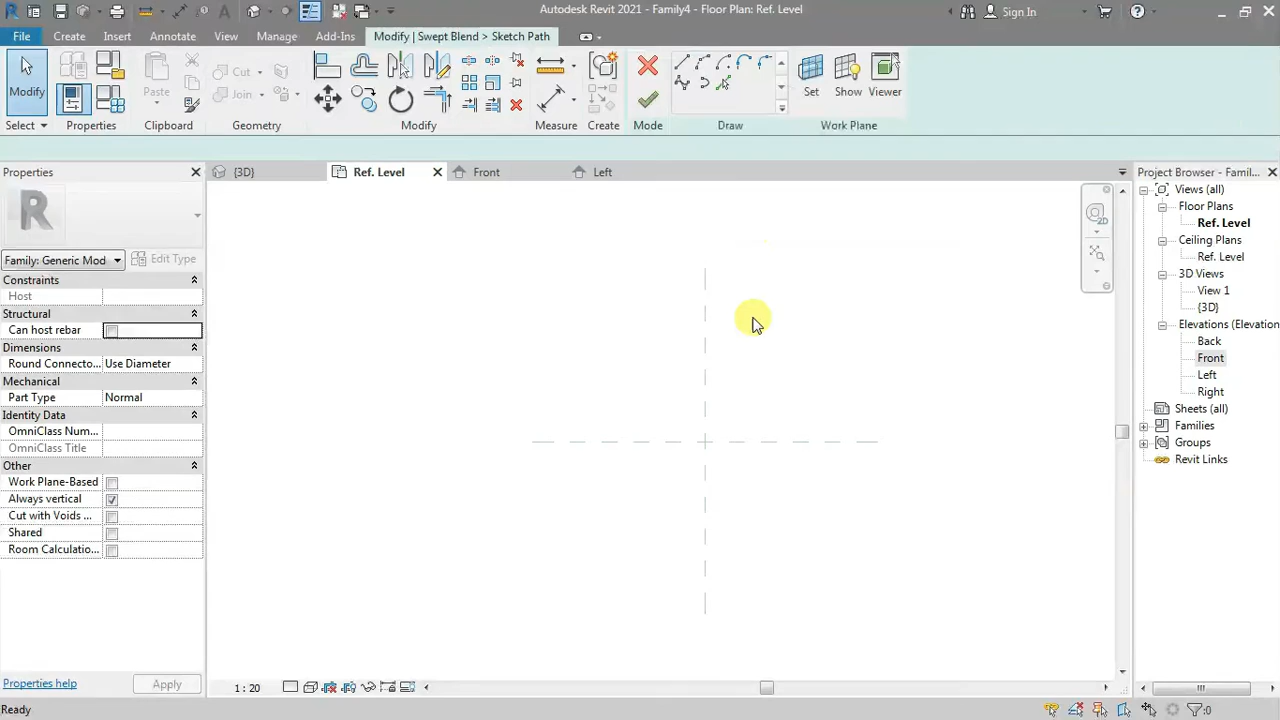 Autodesk Revit 2021 - Family4 - Floor Plan: Ref. Level
Sign In
File
Create
Insert
Annotate
View
Manage
Add-Ins
Modify | Swept Blend > Sketch Path
Modify
Paste
Cut
Join
Set
Show
Viewer
Select
Properties
Clipboard
Geometry
Modify
Measure
Create
Mode
Draw
Work Plane
Properties
{3D}
Ref. Level
Front
Left
Project Browser - Famil...
Family: Generic Mod
Edit Type
Constraints
Host
Structural
Can host rebar
Dimensions
Round Connecto...
Use Diameter
Mechanical
Part Type
Normal
Identity Data
OmniClass Num...
OmniClass Title
Other
Work Plane-Based
Always vertical
Cut with Voids ...
Shared
Room Calculatio...
Properties help
Apply
2D
Views (all)
Floor Plans
Ref. Level
Ceiling Plans
Ref. Level
3D Views
View 1
{3D}
Elevations (Elevation
Back
Front
Left
Right
Sheets (all)
Families
Groups
Revit Links
1 : 20
Ready
:0